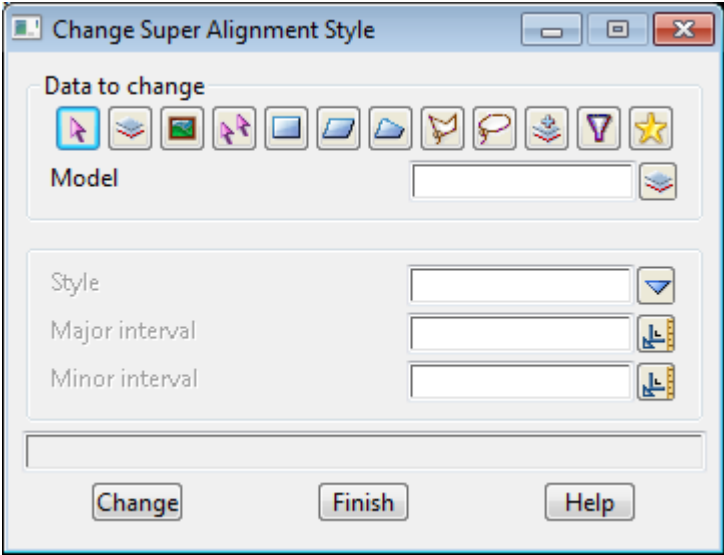 Change Super Alignment Style
Data to change
Model
Style
Major interval
Minor interval
Change Finish Help